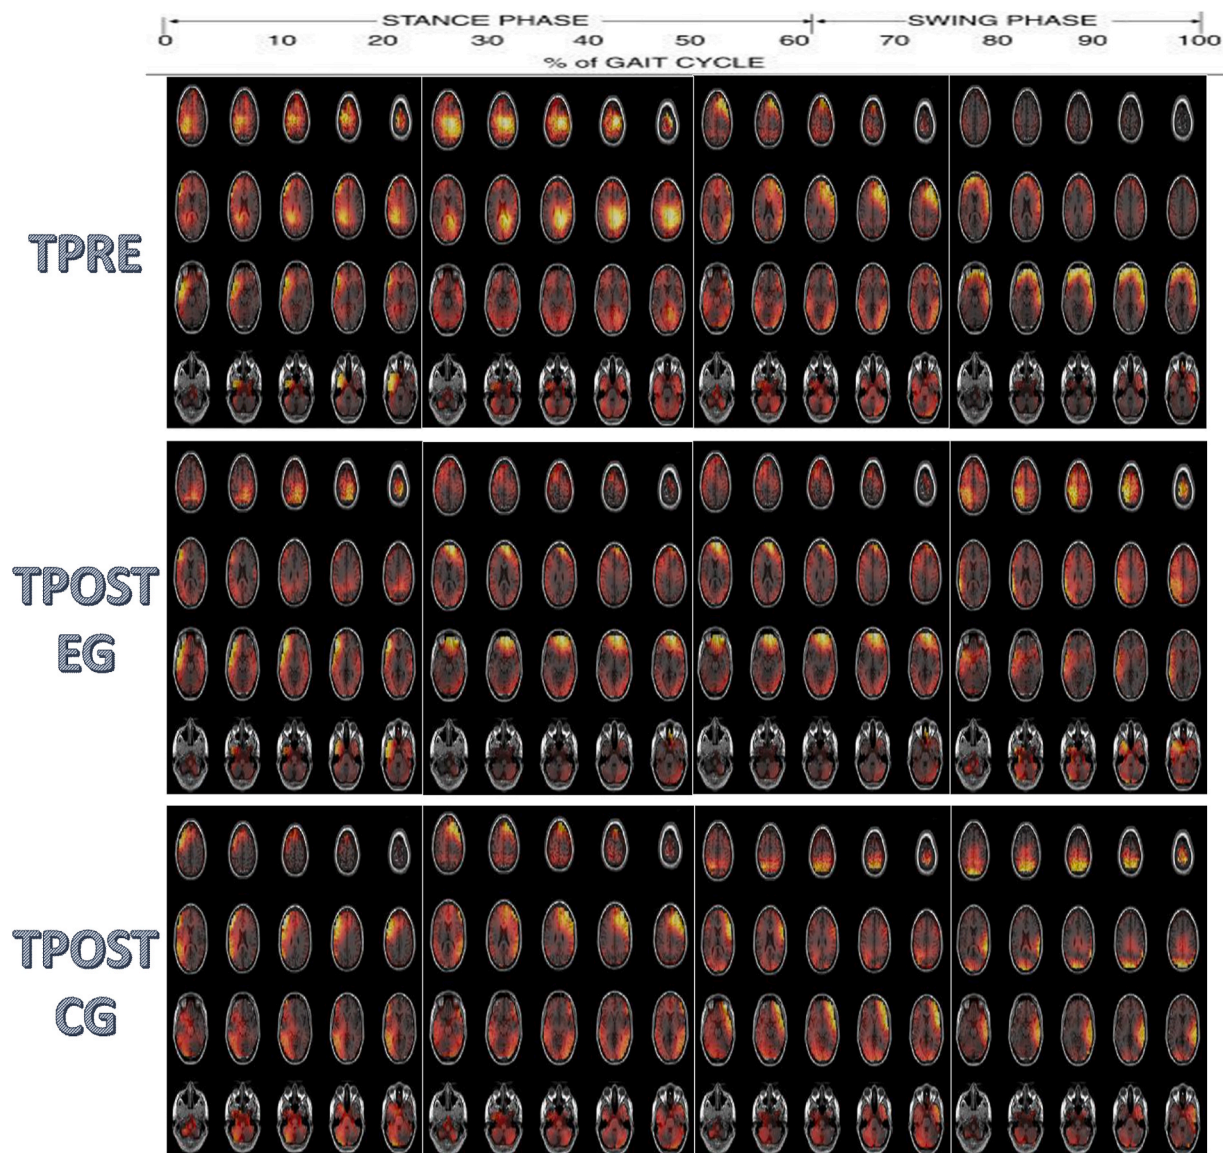 STANCE PHASE SWING PHASE
0 10 20 30 40 50 60 70 80 90 100
% of GAIT CYCLE
TPRE
TPOST
EG
TPOST
CG